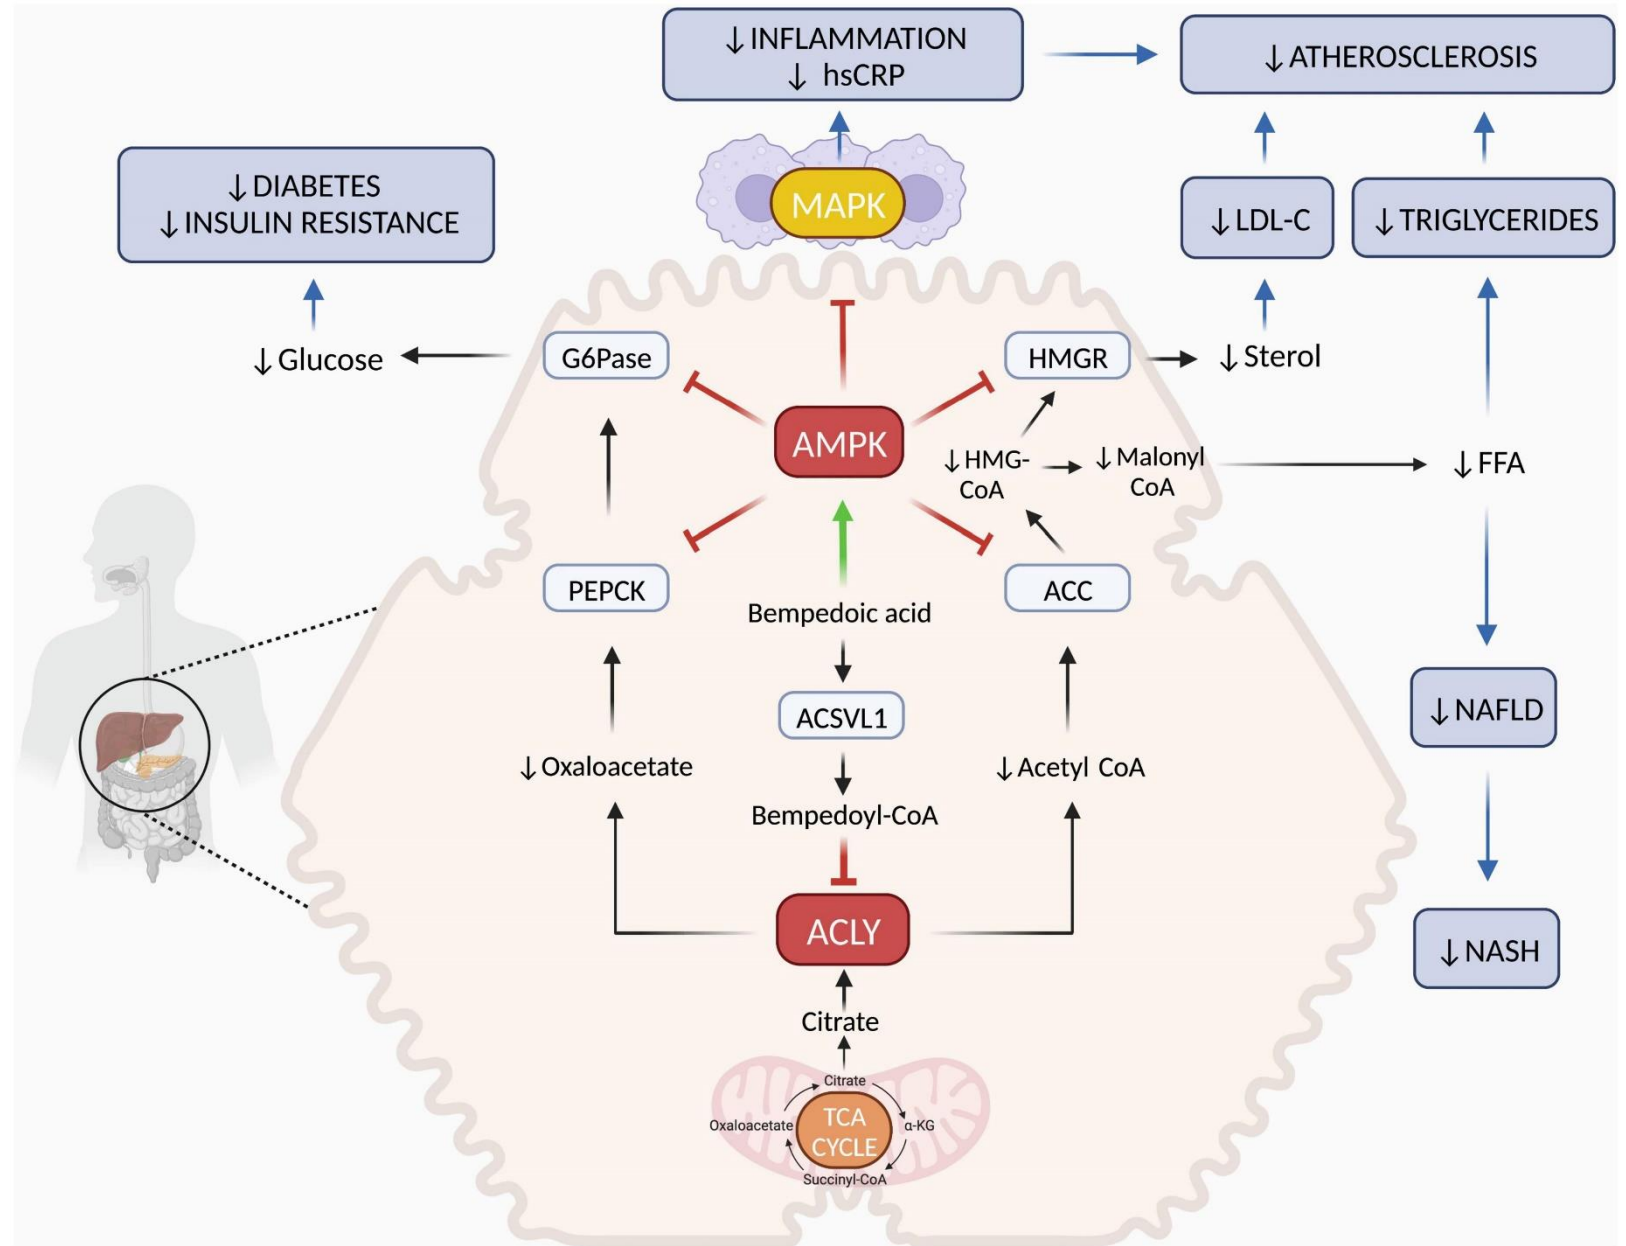 ↓INFLAMMATION
↓ hsCRP
↓ATHEROSCLEROSIS
↓DIABETES
↓INSULIN RESISTANCE
MAPK
↓LDL-C
↓TRIGLYCERIDES
↓Glucose
G6Pase
HMGR
↓Sterol
AMPK
↓HMG-
CoA
↓Malonyl
CoA
↓FFA
PEPCK
Bempedoic acid
ACC
ACSVL1
↓NAFLD
↓Oxaloacetate
↓Acetyl CoA
Bempedoyl-CoA
ACLY
↓NASH
Citrate
Citrate
Oxaloacetate
TCA
CYCLE
α-KG
Succinyl-CoA